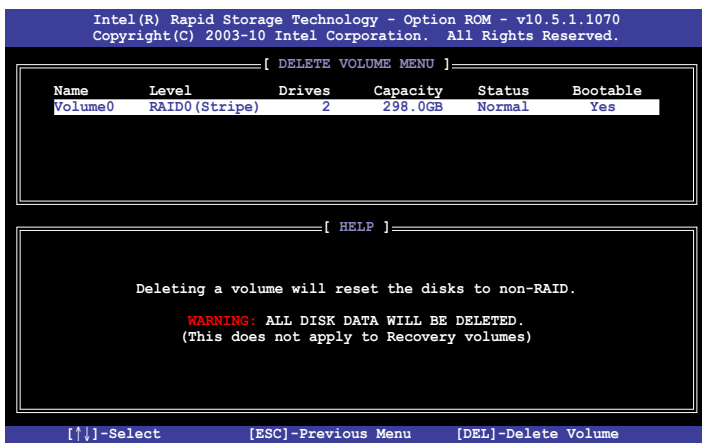 Intel(R) Rapid Storage Technology - Option ROM - v10.5.1.1070
Copyright(C) 2003-10 Intel Corporation. All Rights Reserved.
[ DELETE VOLUME MENU ]
Name Level Drives Capacity Status Bootable
Volume0 RAID0(Stripe) 2 298.0GB Normal Yes
[ HELP ]
Deleting a volume will reset the disks to non-RAID.
WARNING: ALL DISK DATA WILL BE DELETED.
(This does not apply to Recovery volumes)
[↑↓]-Select [ESC]-Previous Menu [DEL]-Delete Volume